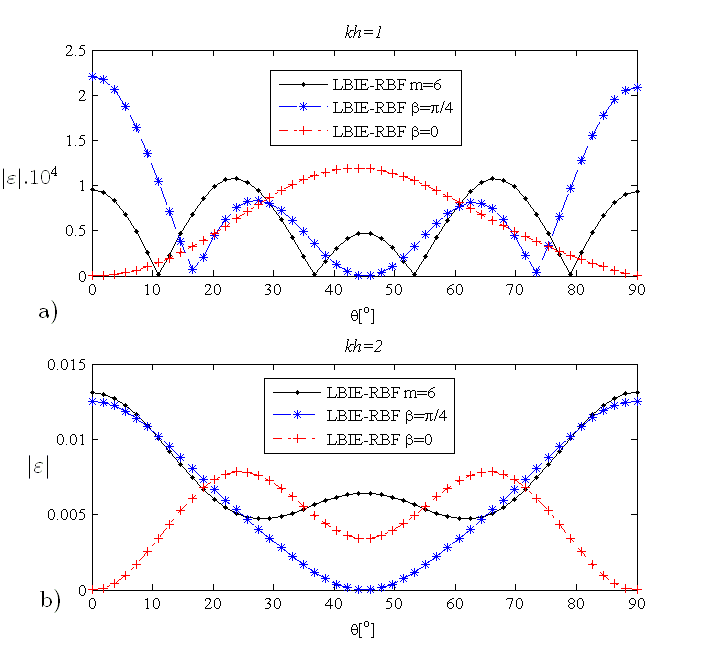 kh=1
2.5
2
1.5
1
0.5
0
|ε|.10⁴
LBIE-RBF m=6
LBIE-RBF β=π/4
LBIE-RBF β=0
0 10 20 30 40 50 60 70 80 90
θ[º]
a)
kh=2
0.015
0.01
0.005
0
|ε|
LBIE-RBF m=6
LBIE-RBF β=π/4
LBIE-RBF β=0
0 10 20 30 40 50 60 70 80 90
θ[º]
b)